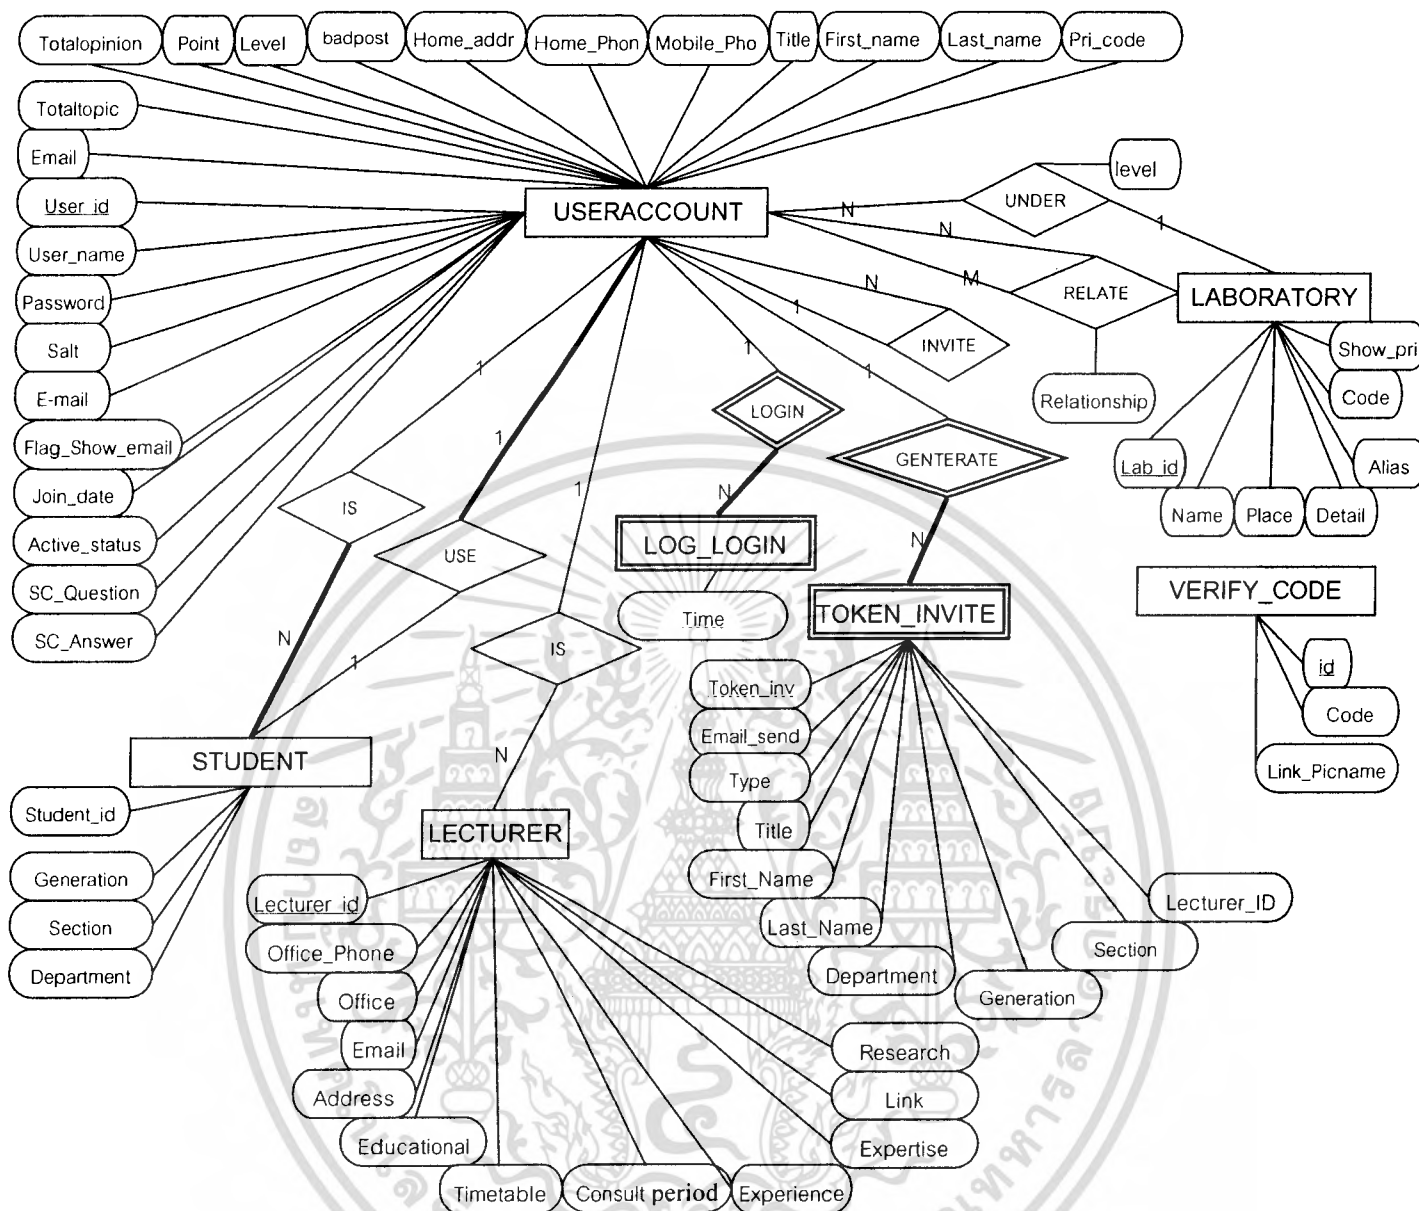 Totalopinion Point Level badpost Home_addr Home_Phon Mobile_Pho Title First_name Last_name Pri_code
Totaltopic
Email
User_id
User_name
Password
Salt
E-mail
Flag_Show_email
Join_date
Active_status
SC_Question
SC_Answer
USERACCOUNT
N
UNDER
level
1
N
M
RELATE
Relationship
LABORATORY
Show_pri
Code
Alias
Lab_id
Name Place Detail
N
1
INVITE
1
LOGIN
N
LOG_LOGIN
Time
1
GENTERATE
N
TOKEN_INVITE
Token_inv
Email_send
Type
Title
First_Name
Last_Name
Department
Generation
Section
Lecturer_ID
VERIFY_CODE
id
Code
Link_Picname
1
IS
N
1
USE
1
1
IS
N
STUDENT
Student_id
Generation
Section
Department
LECTURER
Lecturer_id
Office_Phone
Office
Email
Address
Educational
Timetable Consult period Experience
Research
Link
Expertise